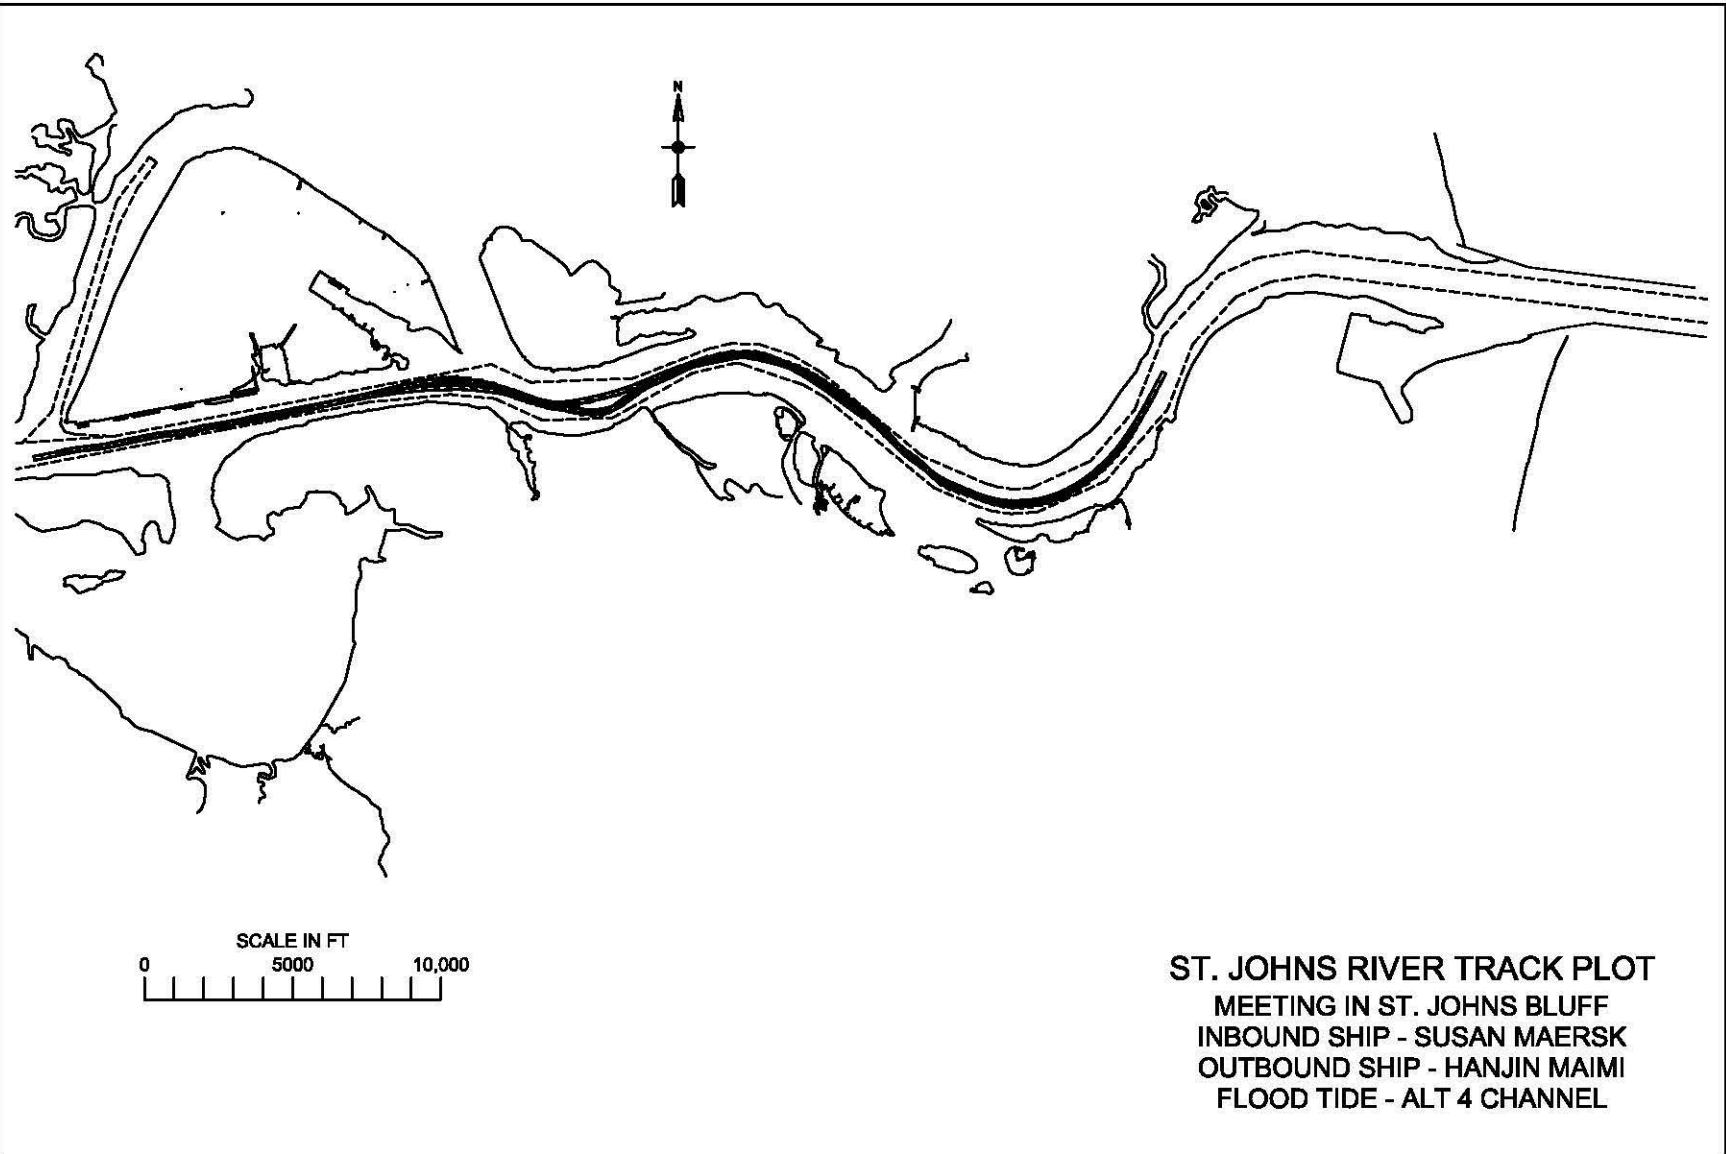 N
SCALE IN FT
0 5000 10,000
ST. JOHNS RIVER TRACK PLOT
MEETING IN ST. JOHNS BLUFF
INBOUND SHIP - SUSAN MAERSK
OUTBOUND SHIP - HANJIN MAIMI
FLOOD TIDE - ALT 4 CHANNEL